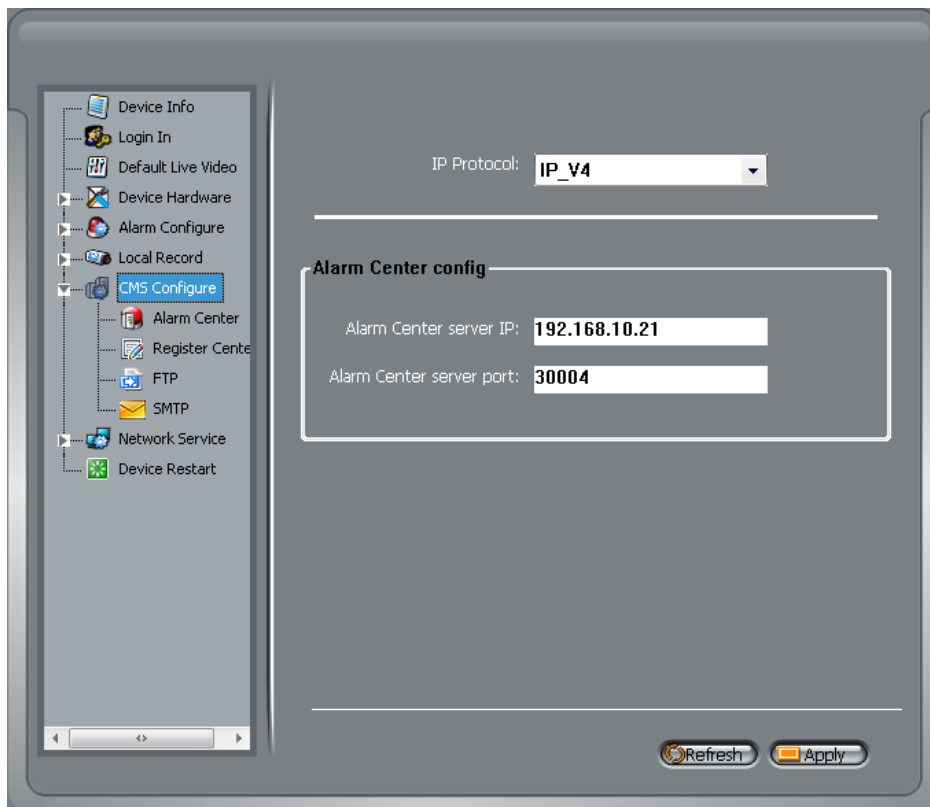 Device Info
Login In
Default Live Video
Device Hardware
Alarm Configure
Local Record
CMS Configure
Alarm Center
Register Cente
FTP
SMTP
Network Service
Device Restart
IP Protocol: IP_V4
Alarm Center config
Alarm Center server IP: 192.168.10.21
Alarm Center server port: 30004
Refresh
Apply